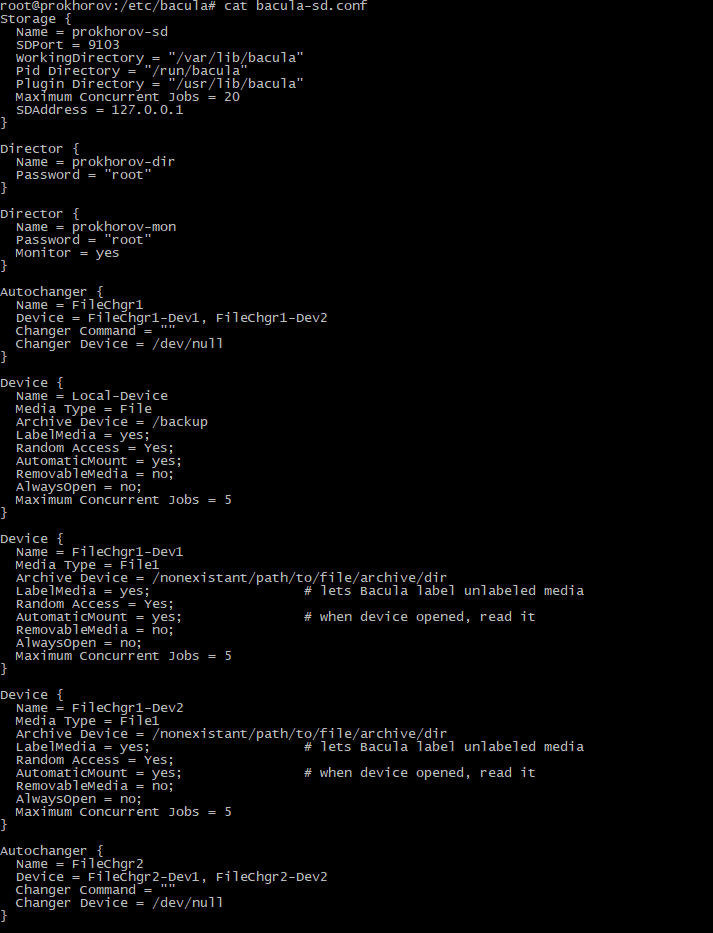 root@prokhorov:/etc/bacula# cat bacula-sd.conf
Storage {
  Name = prokhorov-sd
  SDPort = 9103
  WorkingDirectory = "/var/lib/bacula"
  Pid Directory = "/run/bacula"
  Plugin Directory = "/usr/lib/bacula"
  Maximum Concurrent Jobs = 20
  SDAddress = 127.0.0.1
}

Director {
  Name = prokhorov-dir
  Password = "root"
}

Director {
  Name = prokhorov-mon
  Password = "root"
  Monitor = yes
}

Autochanger {
  Name = FileChgr1
  Device = FileChgr1-Dev1, FileChgr1-Dev2
  Changer Command = ""
  Changer Device = /dev/null
}

Device {
  Name = Local-Device
  Media Type = File
  Archive Device = /backup
  LabelMedia = yes;
  Random Access = Yes;
  AutomaticMount = yes;
  RemovableMedia = no;
  AlwaysOpen = no;
  Maximum Concurrent Jobs = 5
}

Device {
  Name = FileChgr1-Dev1
  Media Type = File1
  Archive Device = /nonexistant/path/to/file/archive/dir
  LabelMedia = yes;                   # lets Bacula label unlabeled media
  Random Access = Yes;
  AutomaticMount = yes;               # when device opened, read it
  RemovableMedia = no;
  AlwaysOpen = no;
  Maximum Concurrent Jobs = 5
}

Device {
  Name = FileChgr1-Dev2
  Media Type = File1
  Archive Device = /nonexistant/path/to/file/archive/dir
  LabelMedia = yes;                   # lets Bacula label unlabeled media
  Random Access = Yes;
  AutomaticMount = yes;               # when device opened, read it
  RemovableMedia = no;
  AlwaysOpen = no;
  Maximum Concurrent Jobs = 5
}

Autochanger {
  Name = FileChgr2
  Device = FileChgr2-Dev1, FileChgr2-Dev2
  Changer Command = ""
  Changer Device = /dev/null
}